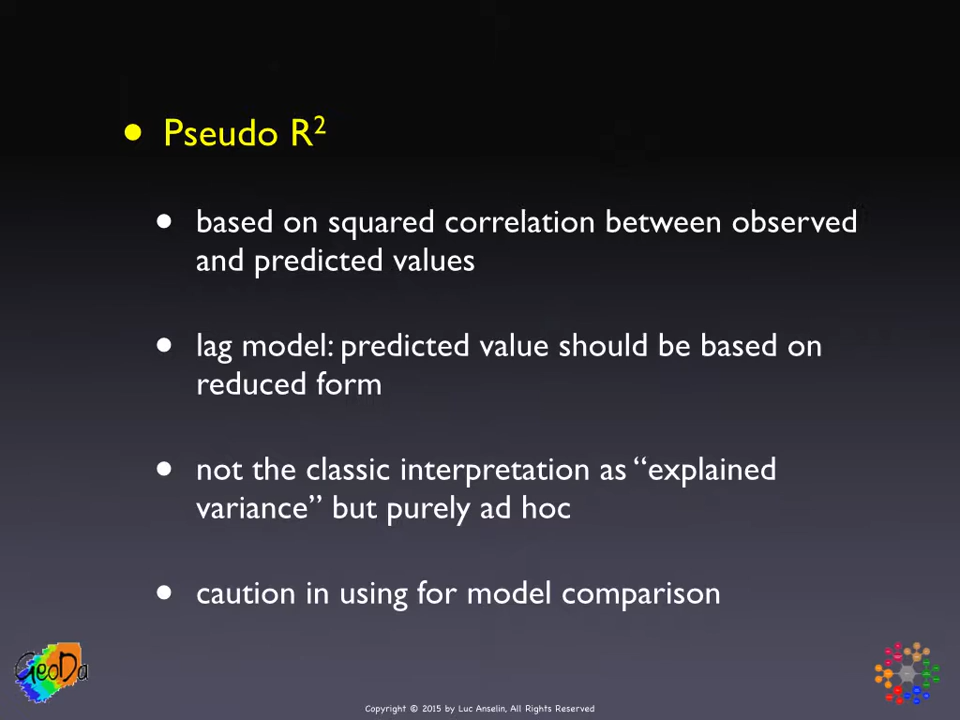 • Pseudo R²
• based on squared correlation between observed
and predicted values
• lag model: predicted value should be based on
reduced form
• not the classic interpretation as “explained
variance” but purely ad hoc
• caution in using for model comparison
GeoDa
Copyright © 2015 by Luc Anselin, All Rights Reserved